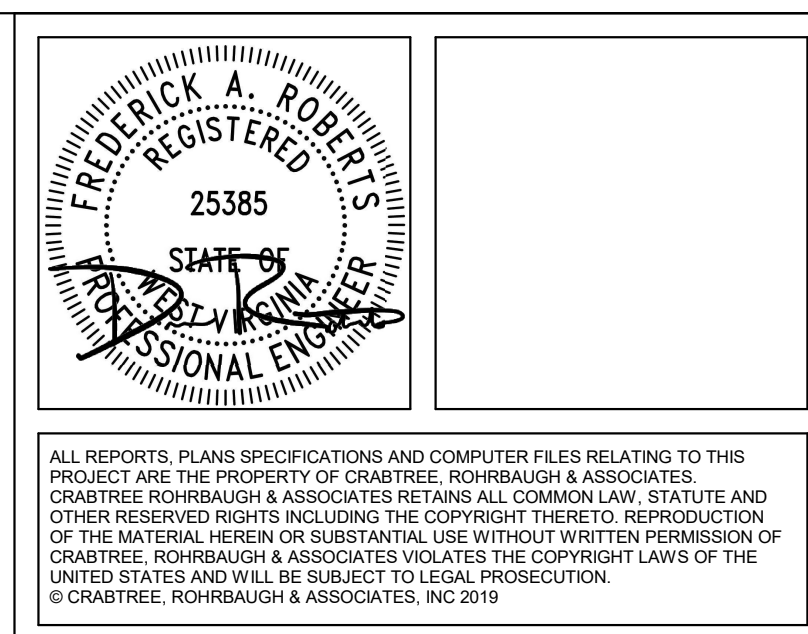 FREDERICK A. ROBERTS
REGISTERED
25385
STATE OF
WEST VIRGINIA
PROFESSIONAL ENGINEER
ALL REPORTS, PLANS SPECIFICATIONS AND COMPUTER FILES RELATING TO THIS
PROJECT ARE THE PROPERTY OF CRABTREE, ROHRBAUGH & ASSOCIATES.
CRABTREE ROHRBAUGH & ASSOCIATES RETAINS ALL COMMON LAW, STATUTE AND
OTHER RESERVED RIGHTS INCLUDING THE COPYRIGHT THERETO. REPRODUCTION
OF THE MATERIAL HEREIN OR SUBSTANTIAL USE WITHOUT WRITTEN PERMISSION OF
CRABTREE, ROHRBAUGH & ASSOCIATES VIOLATES THE COPYRIGHT LAWS OF THE
UNITED STATES AND WILL BE SUBJECT TO LEGAL PROSECUTION.
© CRABTREE, ROHRBAUGH & ASSOCIATES, INC 2019